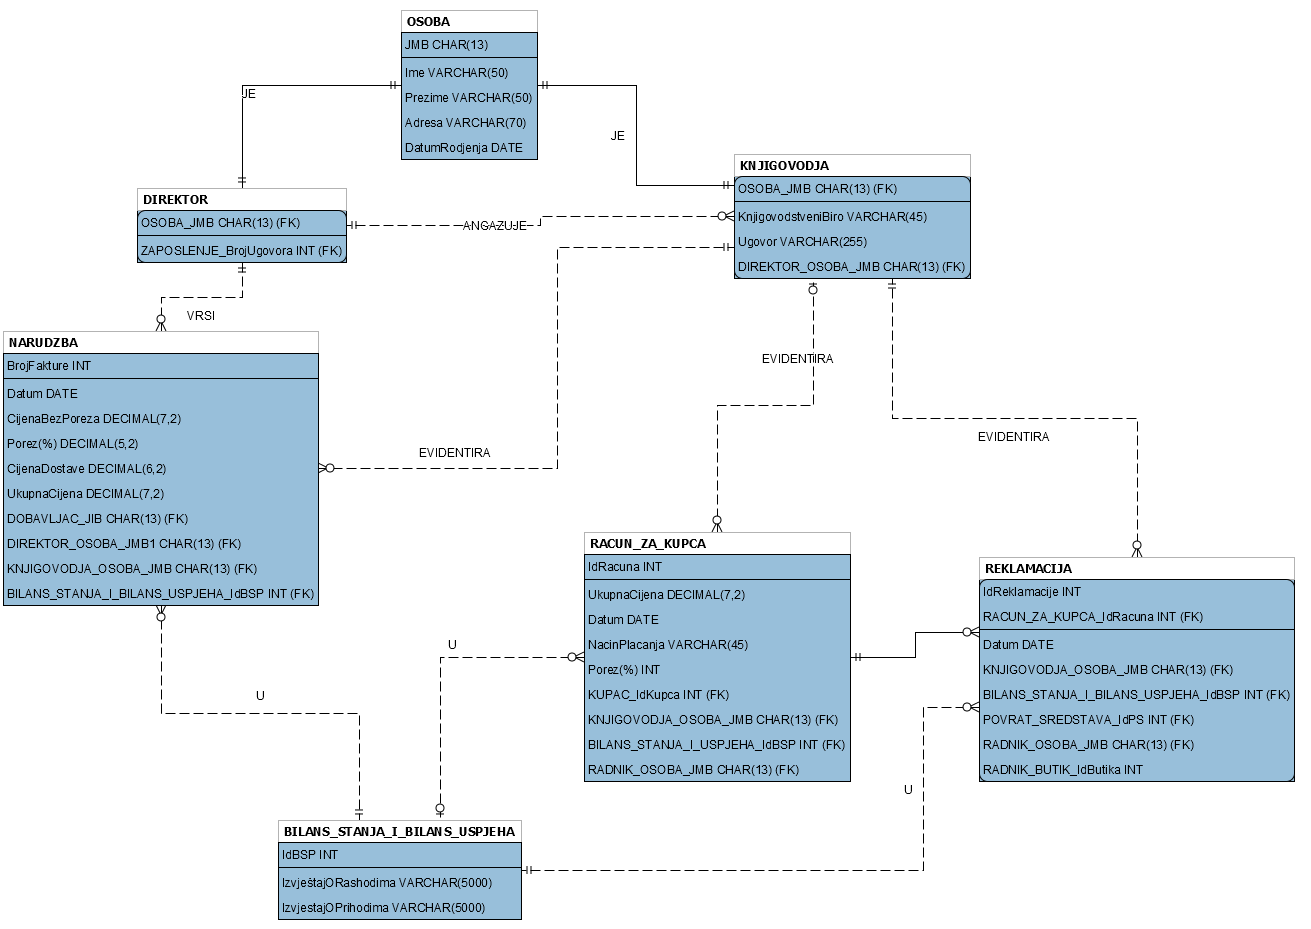 OSOBA
JMB CHAR(13)
Ime VARCHAR(50)
Prezime VARCHAR(50)
Adresa VARCHAR(70)
DatumRodjenja DATE
JE
JE
KNJIGOVODJA
OSOBA_JMB CHAR(13) (FK)
KnjigovodstveniBiro VARCHAR(45)
Ugovor VARCHAR(255)
DIREKTOR_OSOBA_JMB CHAR(13) (FK)
DIREKTOR
OSOBA_JMB CHAR(13) (FK)
ZAPOSLENJE_BrojUgovora INT (FK)
ANGAZUJE
VRSI
NARUDZBA
BrojFakture INT
Datum DATE
CijenaBezPoreza DECIMAL(7,2)
Porez(%) DECIMAL(5,2)
CijenaDostave DECIMAL(6,2)
UkupnaCijena DECIMAL(7,2)
DOBAVLJAC_JIB CHAR(13) (FK)
DIREKTOR_OSOBA_JMB1 CHAR(13) (FK)
KNJIGOVODJA_OSOBA_JMB CHAR(13) (FK)
BILANS_STANJA_I_BILANS_USPJEHA_IdBSP INT (FK)
EVIDENTIRA
EVIDENTIRA
EVIDENTIRA
RACUN_ZA_KUPCA
IdRacuna INT
UkupnaCijena DECIMAL(7,2)
Datum DATE
NacinPlacanja VARCHAR(45)
Porez(%) INT
KUPAC_IdKupca INT (FK)
KNJIGOVODJA_OSOBA_JMB CHAR(13) (FK)
BILANS_STANJA_I_USPJEHA_IdBSP INT (FK)
RADNIK_OSOBA_JMB CHAR(13) (FK)
REKLAMACIJA
IdReklamacije INT
RACUN_ZA_KUPCA_IdRacuna INT (FK)
Datum DATE
KNJIGOVODJA_OSOBA_JMB CHAR(13) (FK)
BILANS_STANJA_I_BILANS_USPJEHA_IdBSP INT (FK)
POVRAT_SREDSTAVA_IdPS INT (FK)
RADNIK_OSOBA_JMB CHAR(13) (FK)
RADNIK_BUTIK_IdButika INT
U
U
U
BILANS_STANJA_I_BILANS_USPJEHA
IdBSP INT
IzvještajORashodima VARCHAR(5000)
IzvjestajOPrihodima VARCHAR(5000)